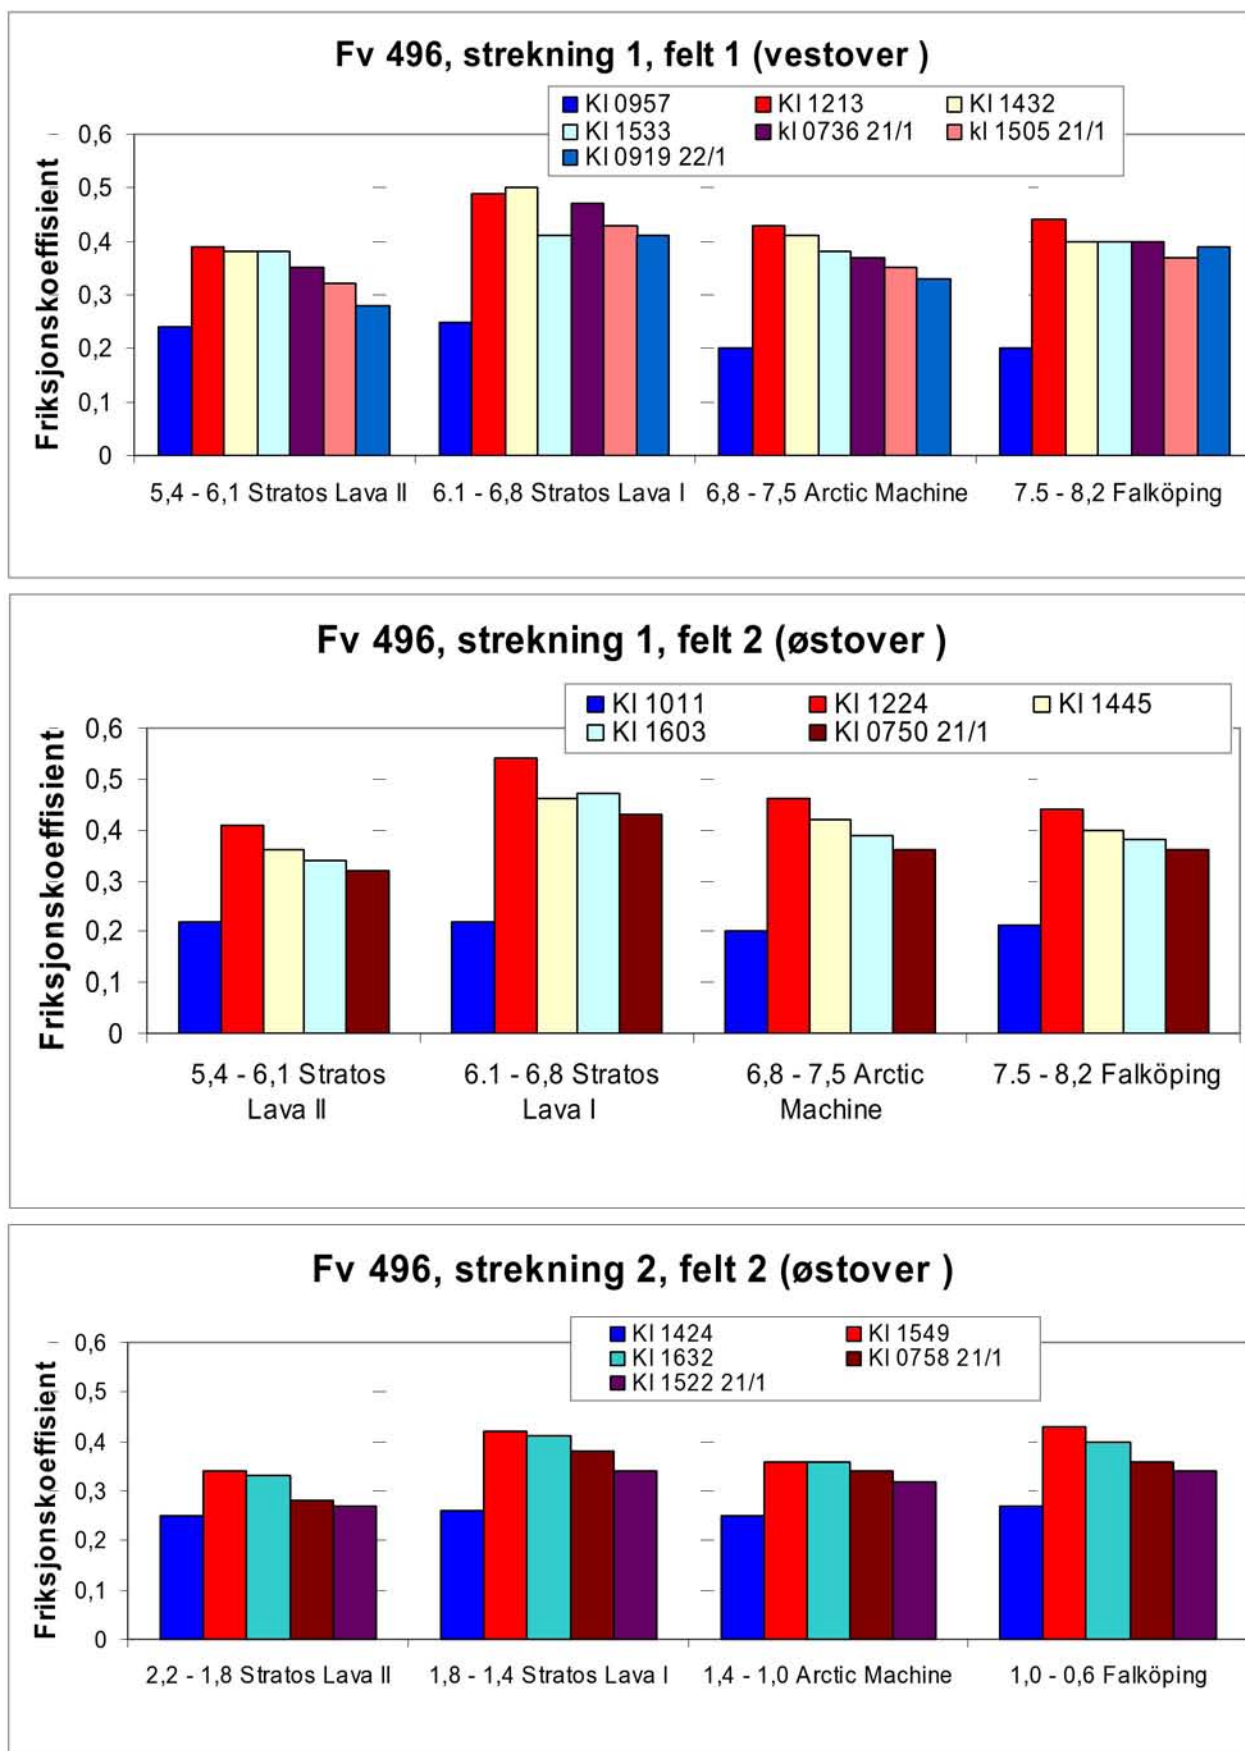 Fv 496, strekning 1, felt 1 (vestover )
KI 0957 KI 1213 KI 1432
KI 1533 kl 0736 21/1 kl 1505 21/1
KI 0919 22/1
Friksjonskoeffisient
0,6
0,5
0,4
0,3
0,2
0,1
0
5,4 - 6,1 Stratos Lava II 6.1 - 6,8 Stratos Lava I 6,8 - 7,5 Arctic Machine 7.5 - 8,2 Falköping
Fv 496, strekning 1, felt 2 (østover )
KI 1011 KI 1224 KI 1445
KI 1603 KI 0750 21/1
Friksjonskoeffisient
0,6
0,5
0,4
0,3
0,2
0,1
0
5,4 - 6,1 Stratos 6.1 - 6,8 Stratos 6,8 - 7,5 Arctic 7.5 - 8,2 Falköping
Lava II Lava I Machine
Fv 496, strekning 2, felt 2 (østover )
KI 1424 KI 1549
KI 1632 KI 0758 21/1
KI 1522 21/1
Friksjonskoeffisient
0,6
0,5
0,4
0,3
0,2
0,1
0
2,2 - 1,8 Stratos Lava II 1,8 - 1,4 Stratos Lava I 1,4 - 1,0 Arctic Machine 1,0 - 0,6 Falköping